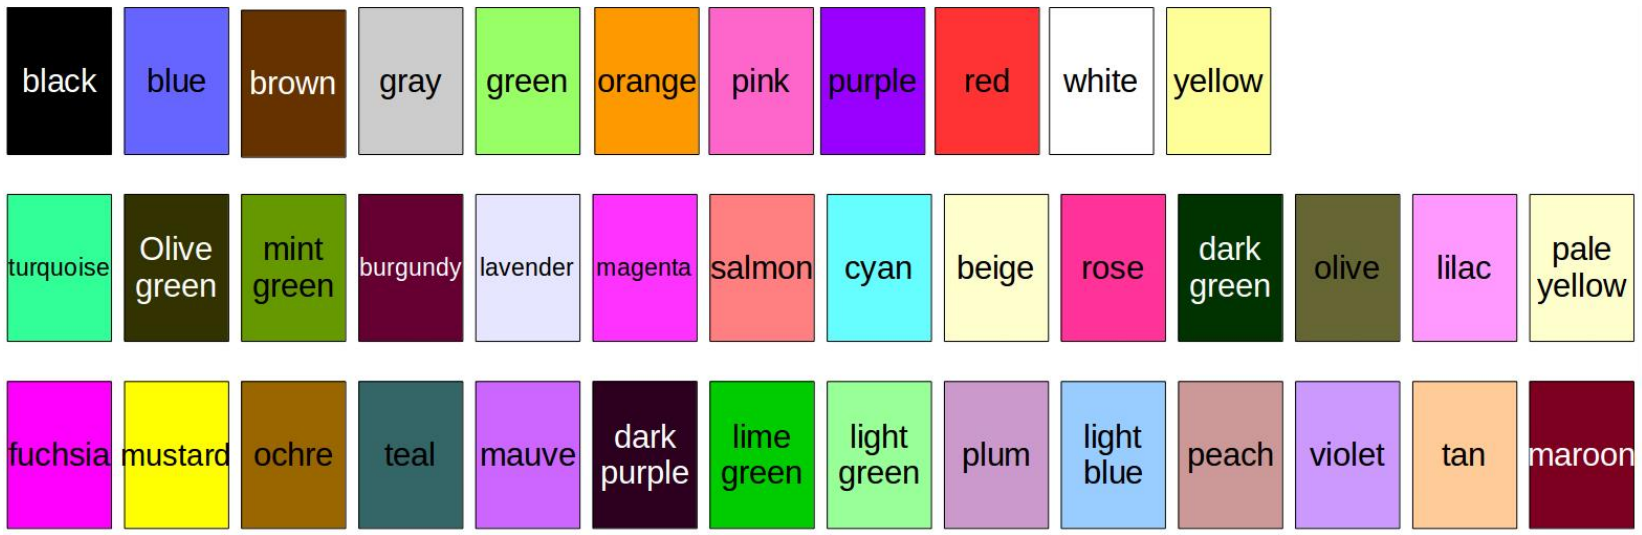 black blue brown gray green orange pink purple red white yellow
turquoise Olive green mint green burgundy lavender magenta salmon cyan beige rose dark green olive lilac pale yellow
fuchsia mustard ochre teal mauve dark purple lime green light green plum light blue peach violet tan maroon